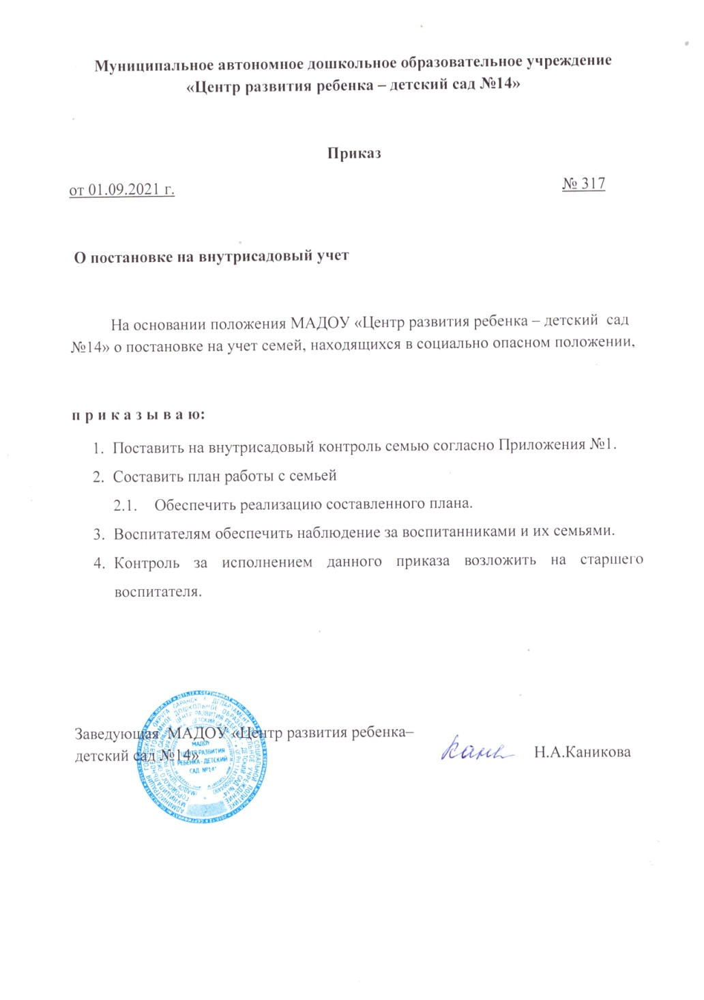 Муниципальное автономное дошкольное образовательное учреждение
«Центр развития ребенка – детский сад №14»
Приказ
от 01.09.2021 г.
№ 317
О постановке на внутрисадовый учет
На основании положения МАДОУ «Центр развития ребенка – детский сад
№14» о постановке на учет семей, находящихся в социально опасном положении,
п р и к а з ы в а ю:
1. Поставить на внутрисадовый контроль семью согласно Приложения №1.
2. Составить план работы с семьей
2.1. Обеспечить реализацию составленного плана.
3. Воспитателям обеспечить наблюдение за воспитанниками и их семьями.
4. Контроль за исполнением данного приказа возложить на старшего
воспитателя.
Заведующая МАДОУ «Центр развития ребенка–
детский сад №14»
Н.А.Каникова
МАДОУ
"ЦЕНТР РАЗВИТИЯ
РЕБЕНКА - ДЕТСКИЙ
САД №14"